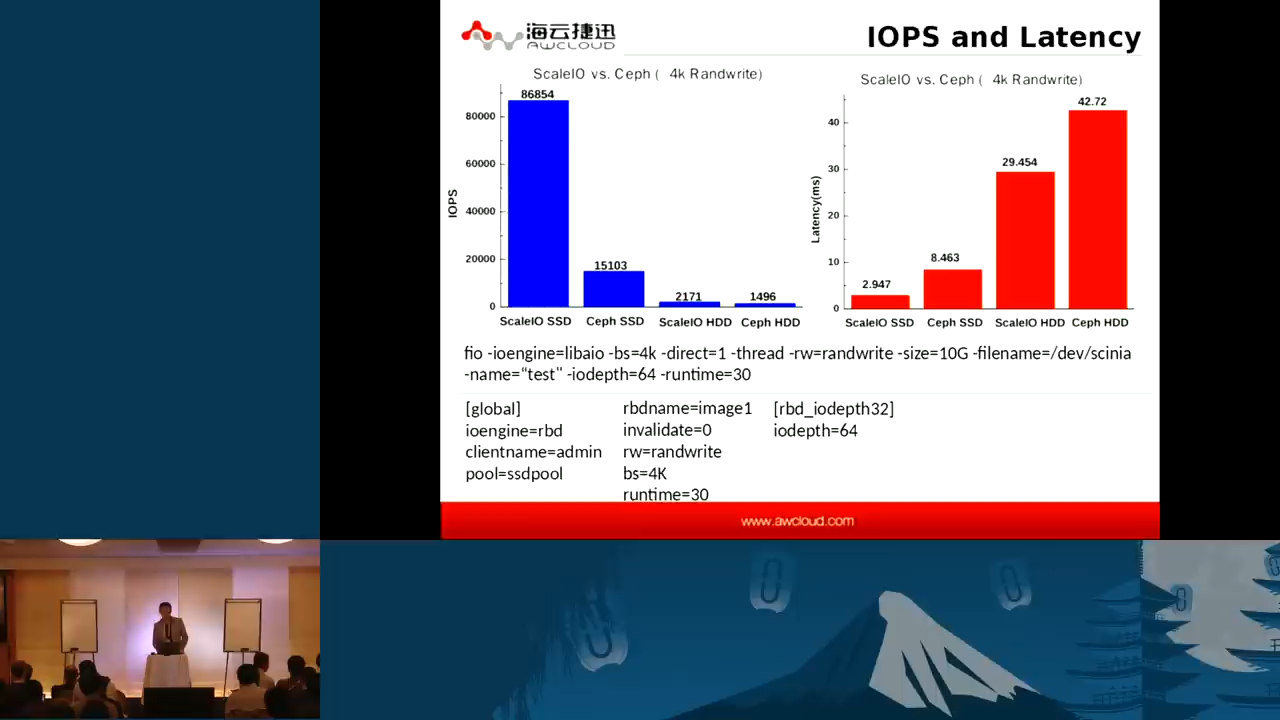 海云捷迅
AWCLOUD
IOPS and Latency
ScaleIO vs. Ceph ( 4k Randwrite)
IOPS
80000
60000
40000
20000
0
86854
15103
2171
1496
ScaleIO SSD Ceph SSD ScaleIO HDD Ceph HDD
ScaleIO vs. Ceph ( 4k Randwrite)
Latency(ms)
40
30
20
10
0
2.947
8.463
29.454
42.72
ScaleIO SSD Ceph SSD ScaleIO HDD Ceph HDD
fio -ioengine=libaio -bs=4k -direct=1 -thread -rw=randwrite -size=10G -filename=/dev/scinia
-name=“test" -iodepth=64 -runtime=30
[global]
ioengine=rbd
clientname=admin
pool=ssdpool
rbdname=image1
invalidate=0
rw=randwrite
bs=4K
runtime=30
[rbd_iodepth32]
iodepth=64
www.awcloud.com